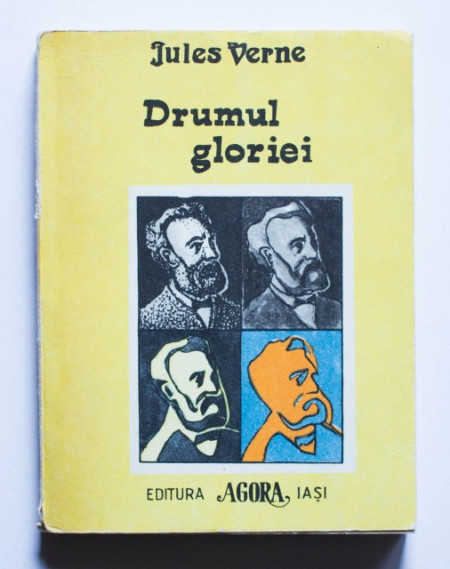 Jules Verne
Drumul
gloriei
EDITURA AGORA, IAȘI